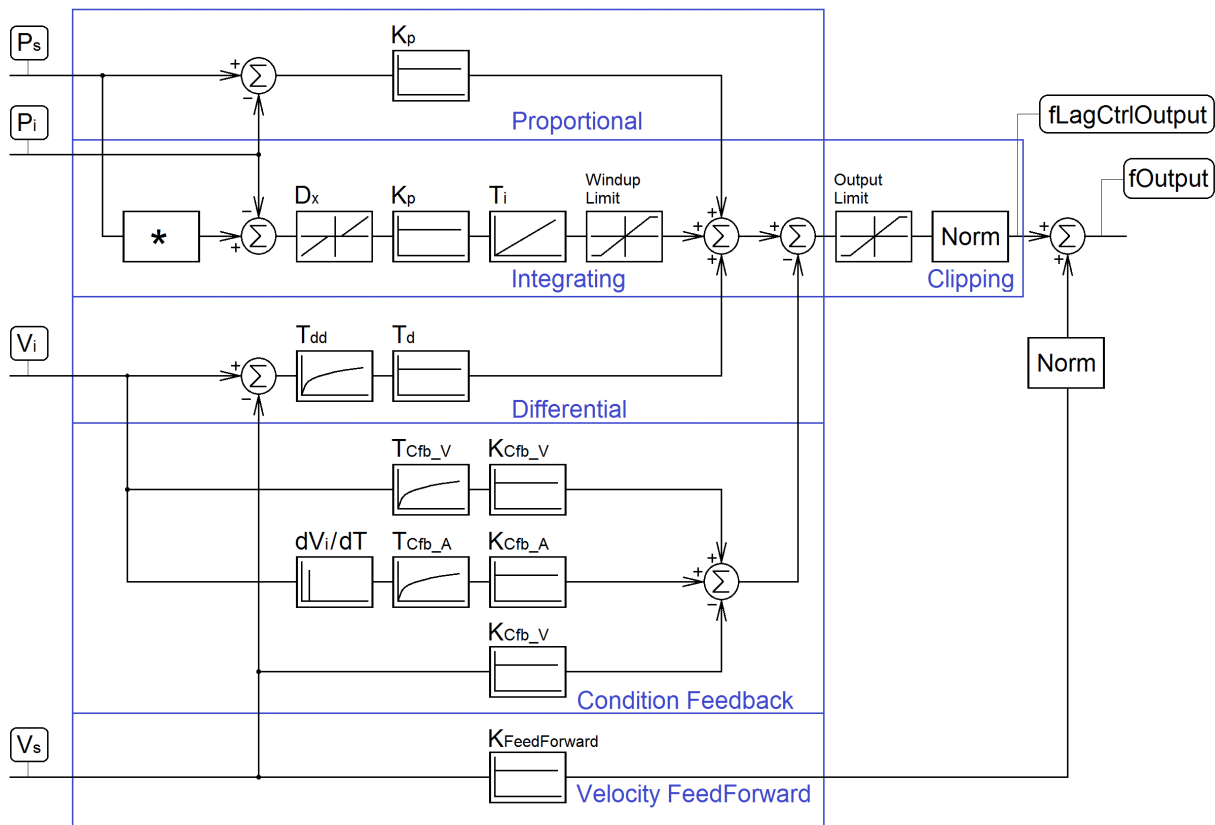 Ps
Kp
fLagCtrlOutput
Pi
Proportional
fOutput
Dx
Kp
Ti
Windup
Limit
Output
Limit
*
Norm
Integrating
Clipping
Vi
Tdd
Td
Norm
Differential
TCfb_V
KCfb_V
dVi/dT
TCfb_A
KCfb_A
KCfb_V
Condition Feedback
Vs
KFeedForward
Velocity FeedForward
+
−
Σ
−
+
Σ
+
+
+
Σ
+
−
Σ
+
+
Σ
+
−
Σ
+
+
−
Σ